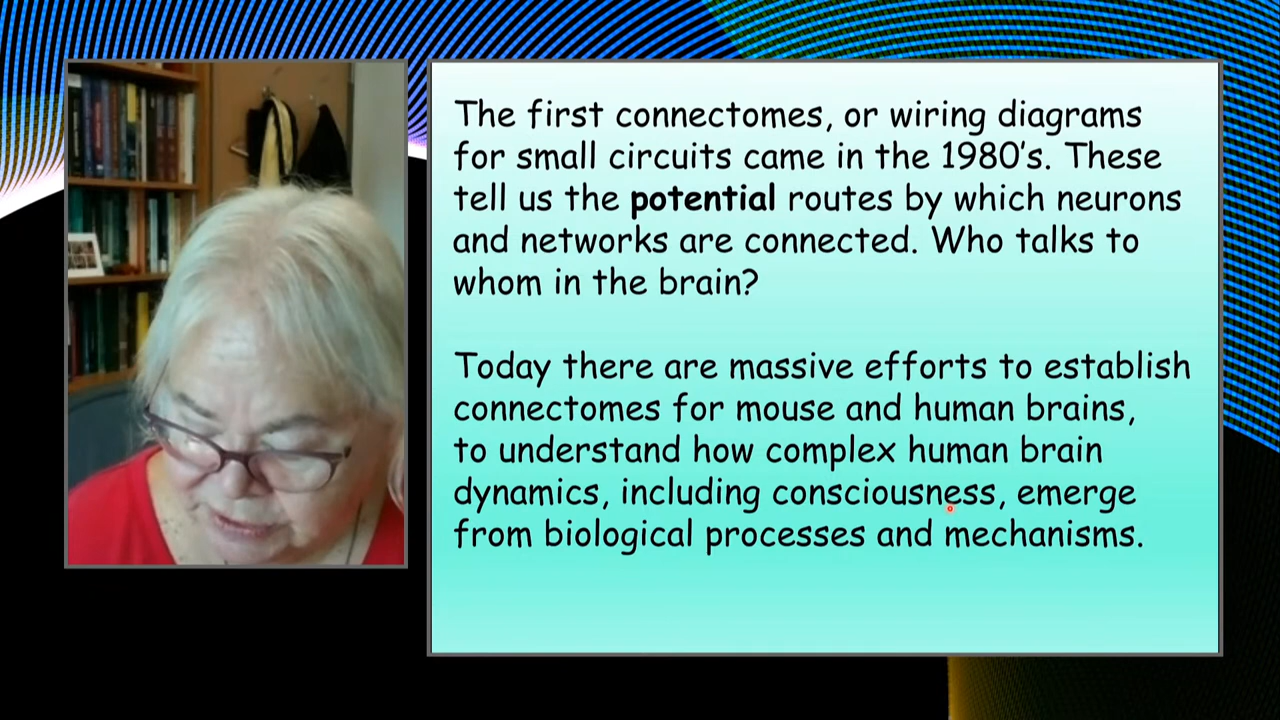 The first connectomes, or wiring diagrams
for small circuits came in the 1980's. These
tell us the potential routes by which neurons
and networks are connected. Who talks to
whom in the brain?
Today there are massive efforts to establish
connectomes for mouse and human brains,
to understand how complex human brain
dynamics, including consciousness, emerge
from biological processes and mechanisms.